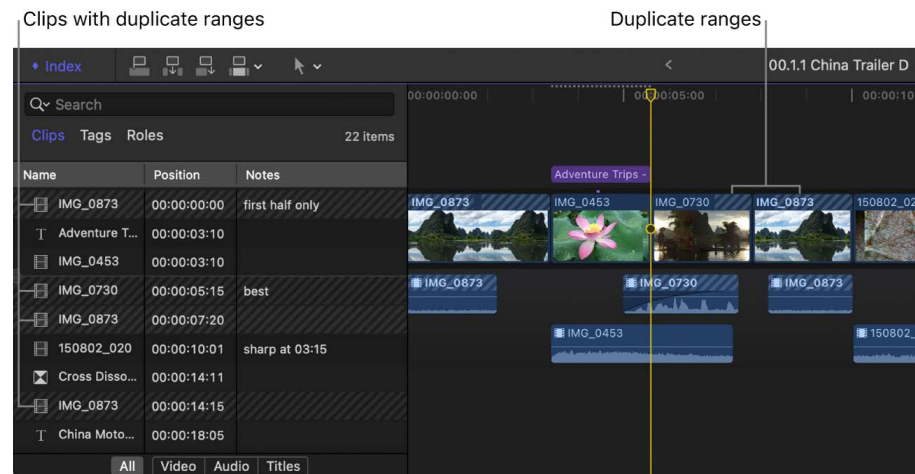 Clips with duplicate ranges
Duplicate ranges
Index
00.1.1 China Trailer D
Search
00:00:00:00
00:00:05:00
00:00:10
Clips Tags Roles 22 items
Name Position Notes
IMG_0873 00:00:00:00 first half only
Adventure T... 00:00:03:10
IMG_0453 00:00:03:10
IMG_0730 00:00:05:15 best
IMG_0873 00:00:07:20
150802_020 00:00:10:01 sharp at 03:15
Cross Disso... 00:00:14:11
IMG_0873 00:00:14:15
China Moto... 00:00:18:05
All Video Audio Titles
Adventure Trips -
IMG_0873 IMG_0453 IMG_0730 IMG_0873 150802_02
IMG_0873 IMG_0730 IMG_0873
IMG_0453 150802_